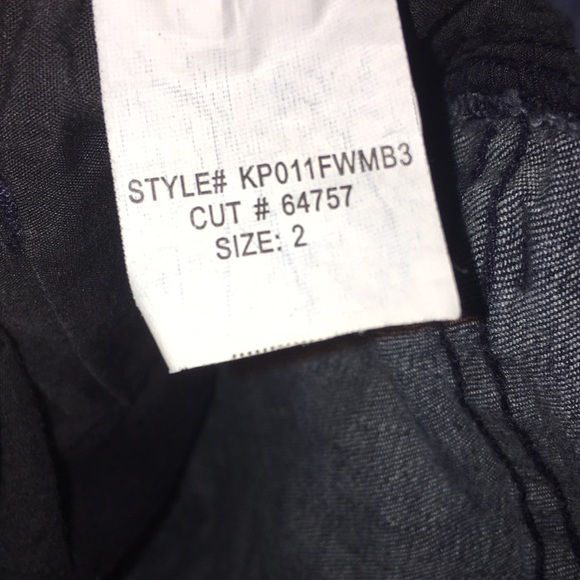 STYLE# KP011FWMB3
CUT # 64757
SIZE: 2